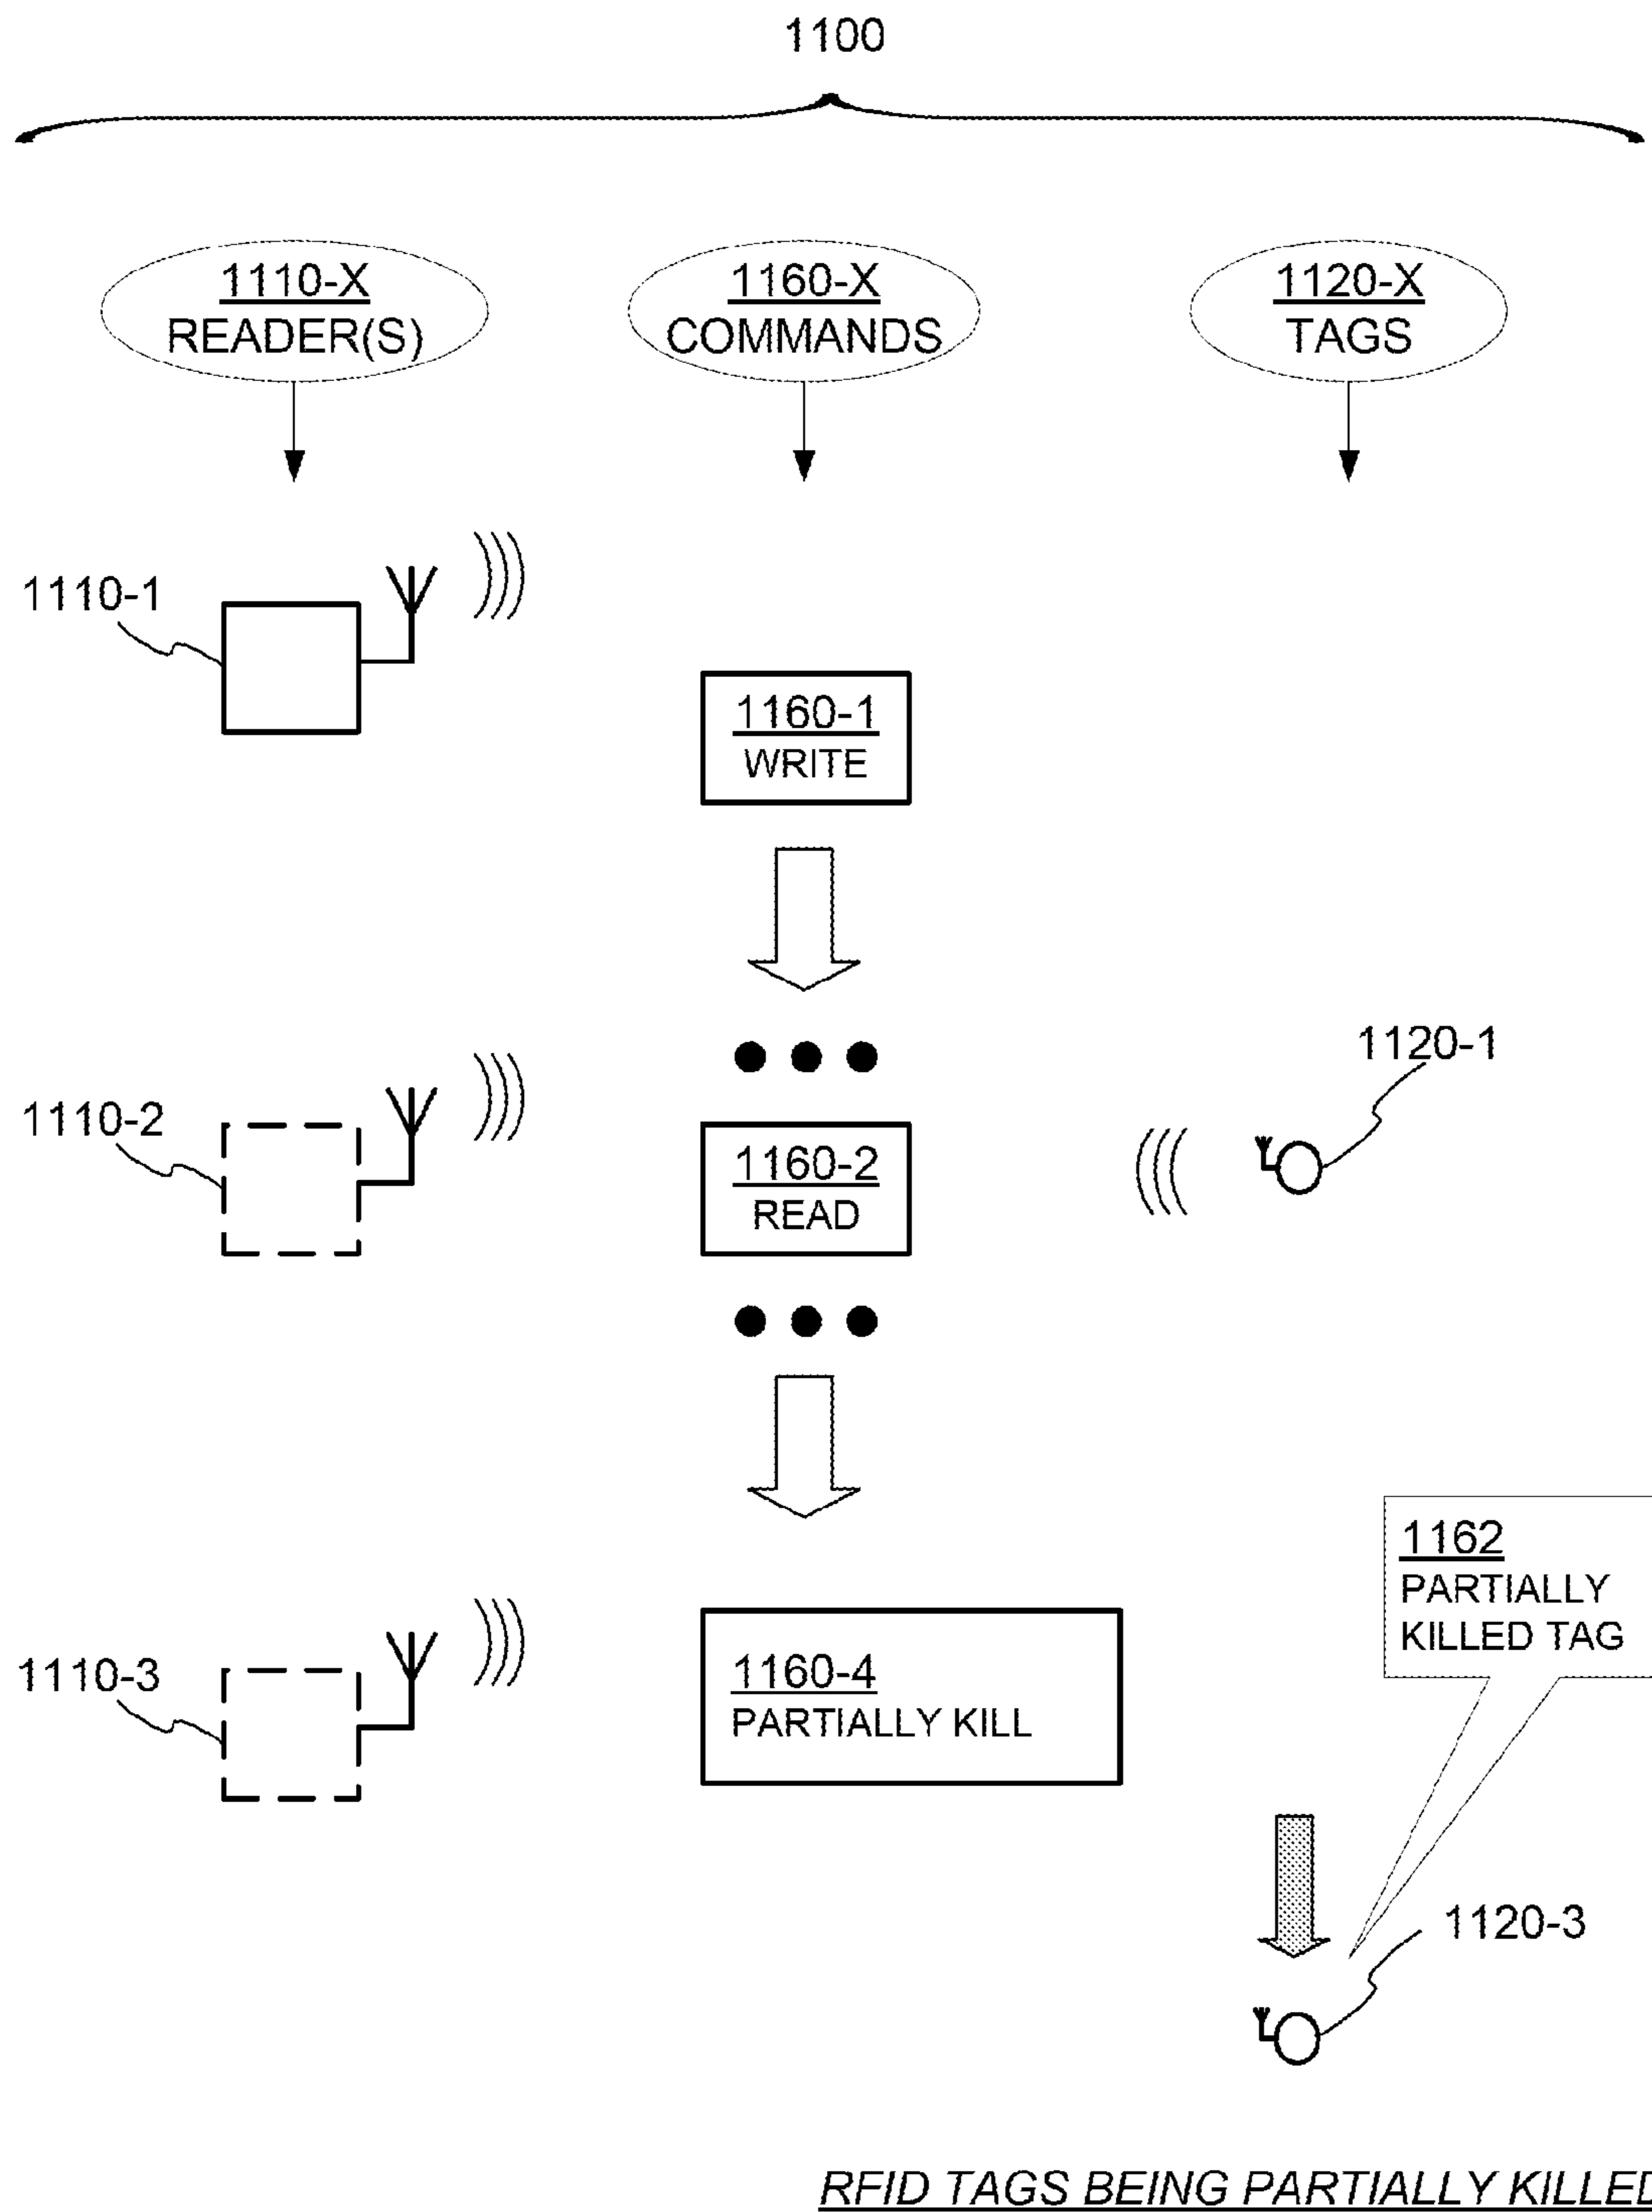 1100
1110-X
READER(S)
1160-X
COMMANDS
1120-X
TAGS
1110-1
1160-1
WRITE
1110-2
1160-2
READ
1120-1
1110-3
1160-4
PARTIALLY KILL
1162
PARTIALLY
KILLED TAG
1120-3
RFID TAGS BEING PARTIALLY KILLED